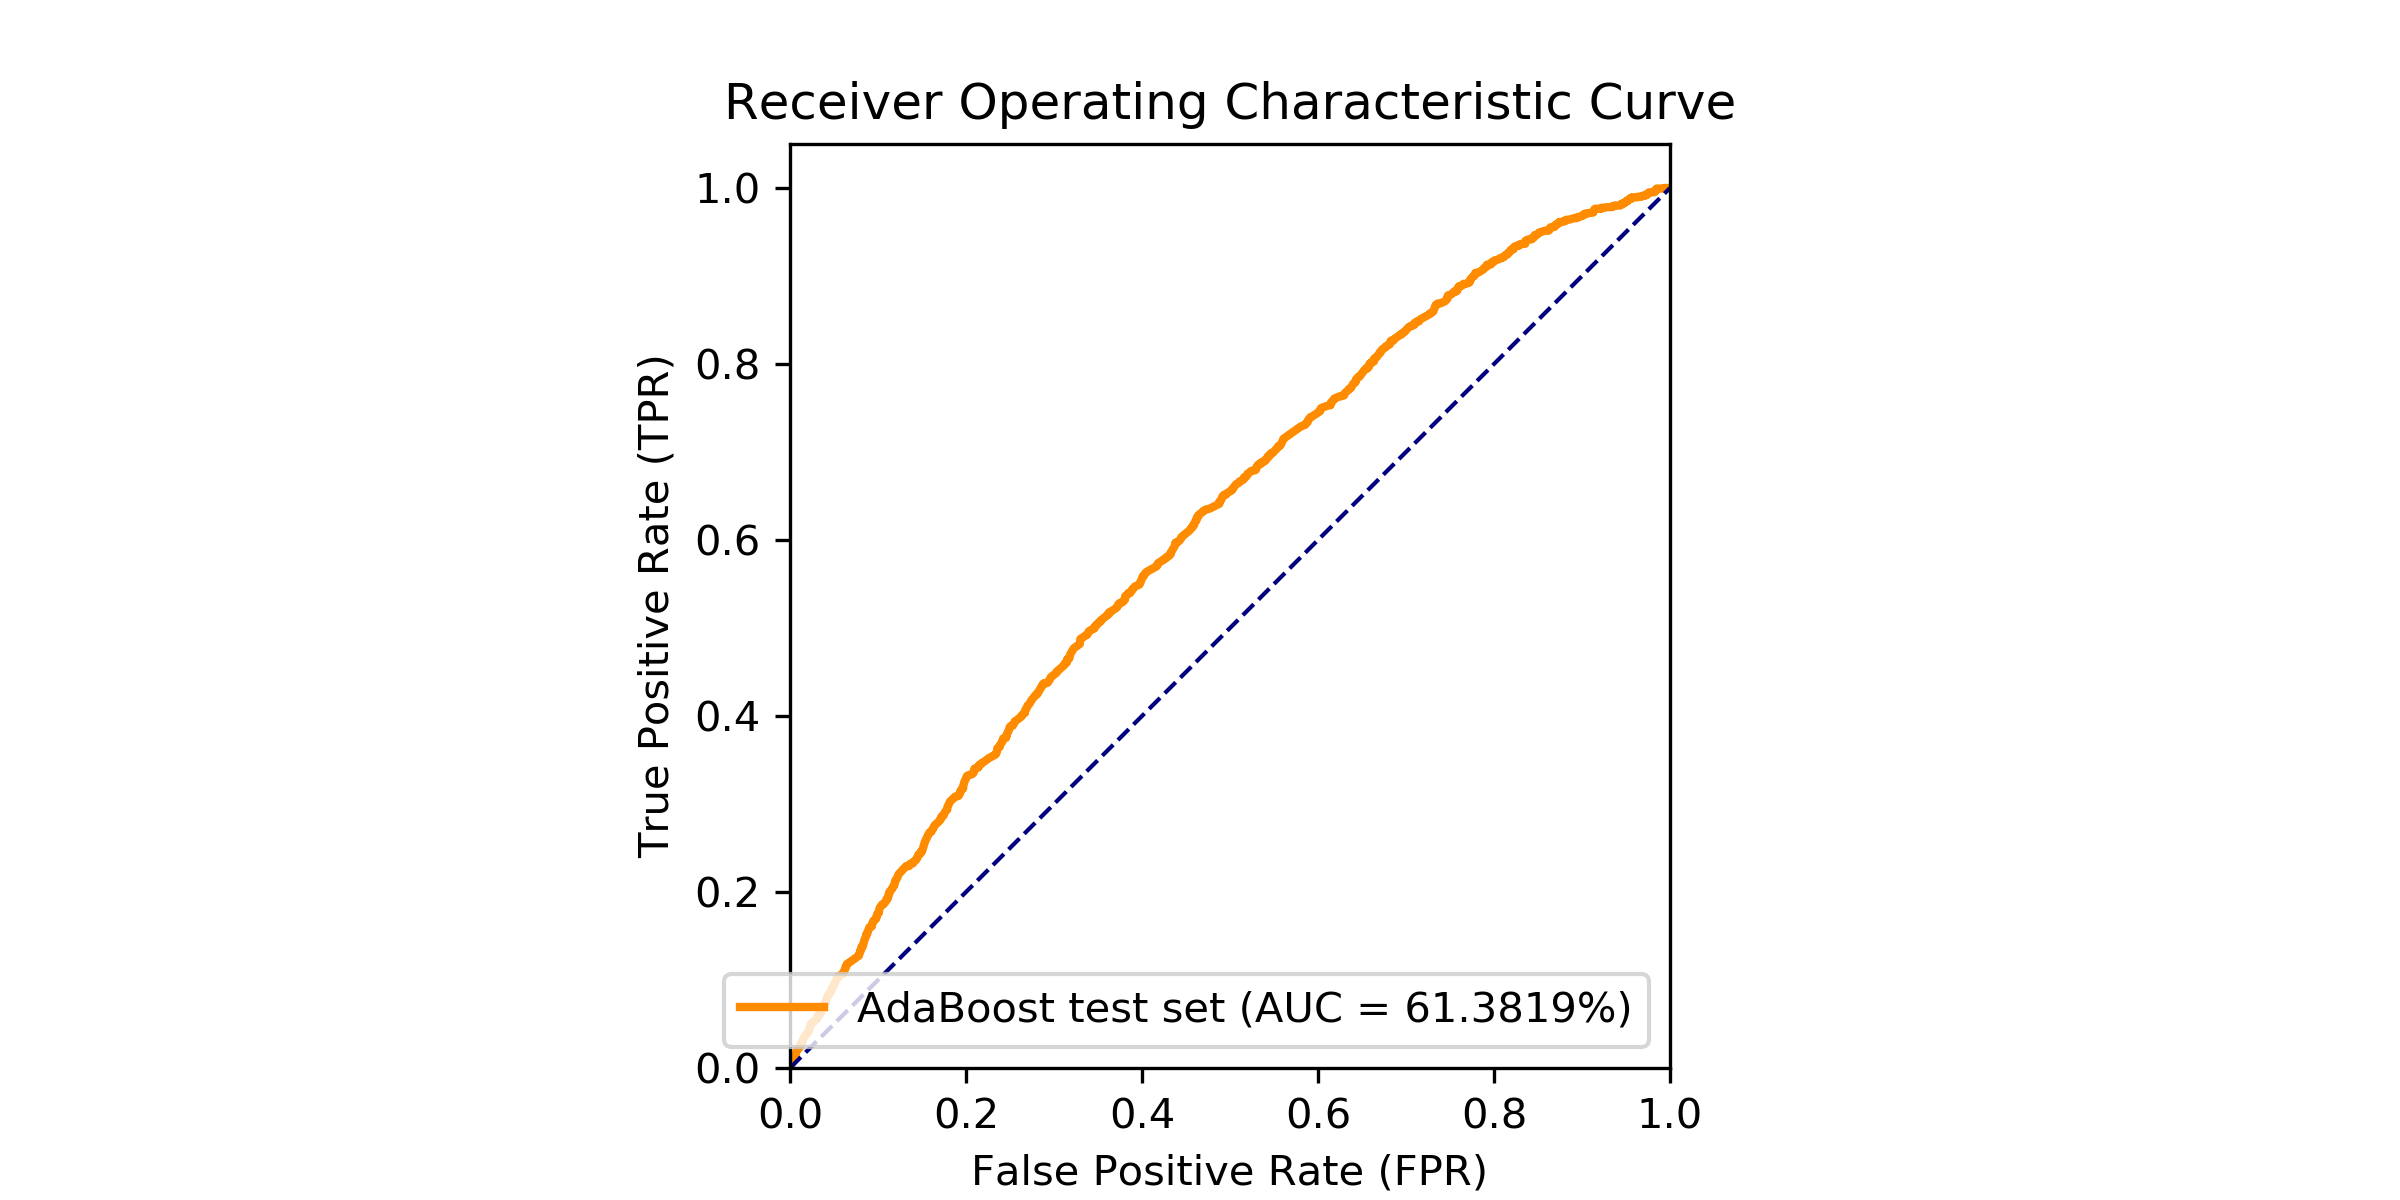 Receiver Operating Characteristic Curve
True Positive Rate (TPR)
1.0
0.8
0.6
0.4
0.2
0.0
AdaBoost test set (AUC = 61.3819%)
0.0 0.2 0.4 0.6 0.8 1.0
False Positive Rate (FPR)